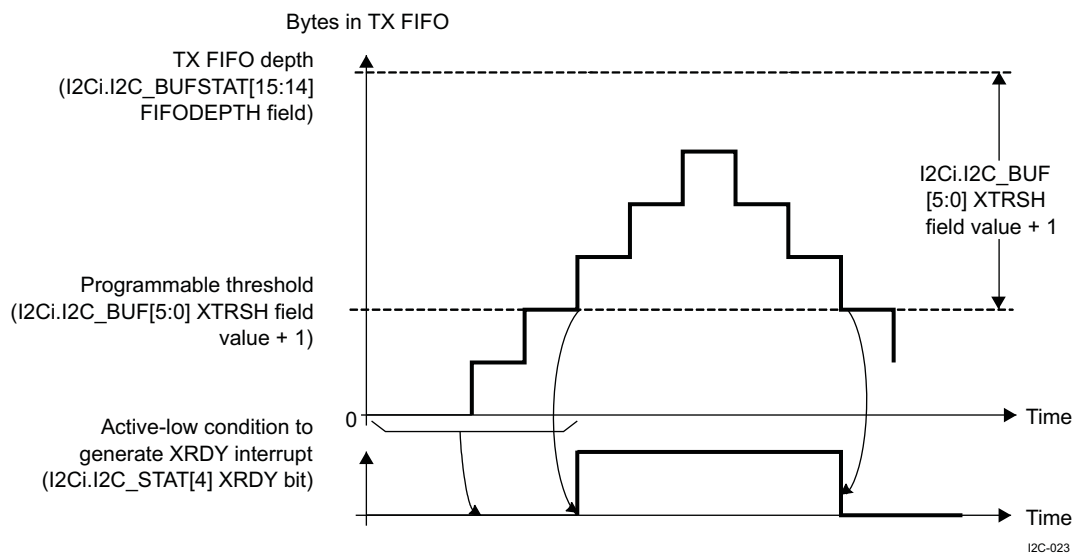 Bytes in TX FIFO
TX FIFO depth
(I2Ci.I2C_BUFSTAT[15:14]
FIFODEPTH field)
I2Ci.I2C_BUF
[5:0] XTRSH
field value + 1
Programmable threshold
(I2Ci.I2C_BUF[5:0] XTRSH field
value + 1)
0
Time
Active-low condition to
generate XRDY interrupt
(I2Ci.I2C_STAT[4] XRDY bit)
Time
I2C-023